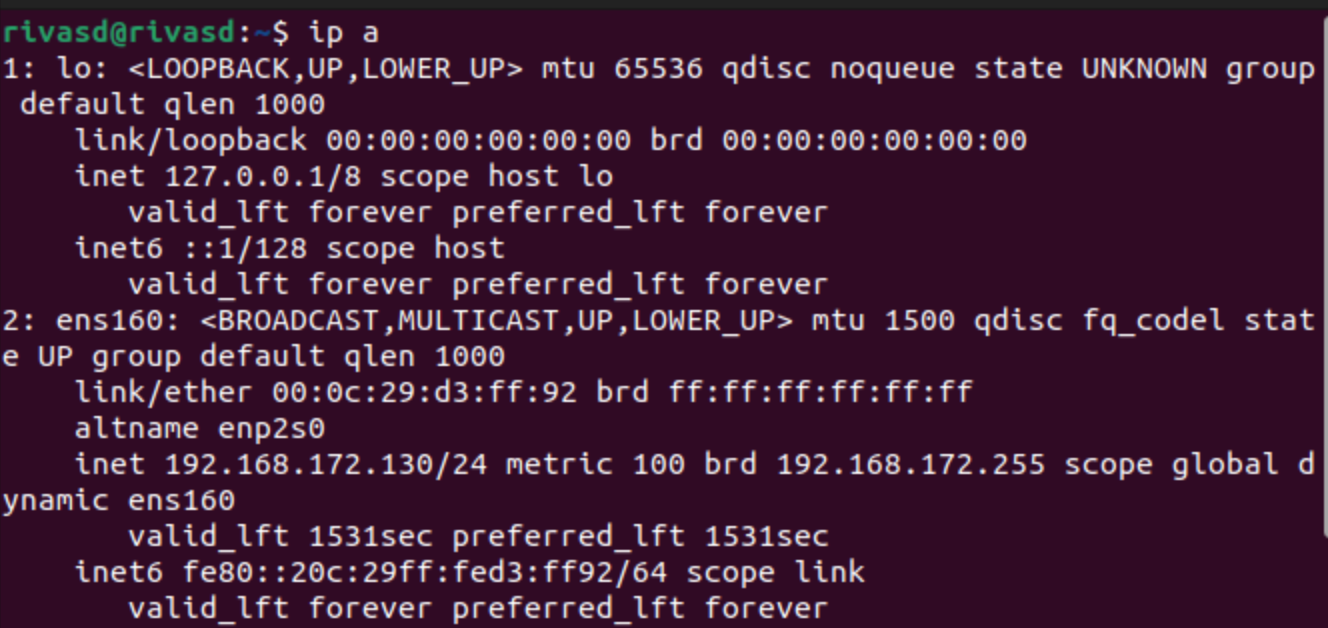 rivasd@rivasd:~$ ip a
1: lo: <LOOPBACK,UP,LOWER_UP> mtu 65536 qdisc noqueue state UNKNOWN group
 default qlen 1000
    link/loopback 00:00:00:00:00:00 brd 00:00:00:00:00:00
    inet 127.0.0.1/8 scope host lo
       valid_lft forever preferred_lft forever
    inet6 ::1/128 scope host
       valid_lft forever preferred_lft forever
2: ens160: <BROADCAST,MULTICAST,UP,LOWER_UP> mtu 1500 qdisc fq_codel stat
e UP group default qlen 1000
    link/ether 00:0c:29:d3:ff:92 brd ff:ff:ff:ff:ff:ff
    altname enp2s0
    inet 192.168.172.130/24 metric 100 brd 192.168.172.255 scope global d
ynamic ens160
       valid_lft 1531sec preferred_lft 1531sec
    inet6 fe80::20c:29ff:fed3:ff92/64 scope link
       valid_lft forever preferred_lft forever